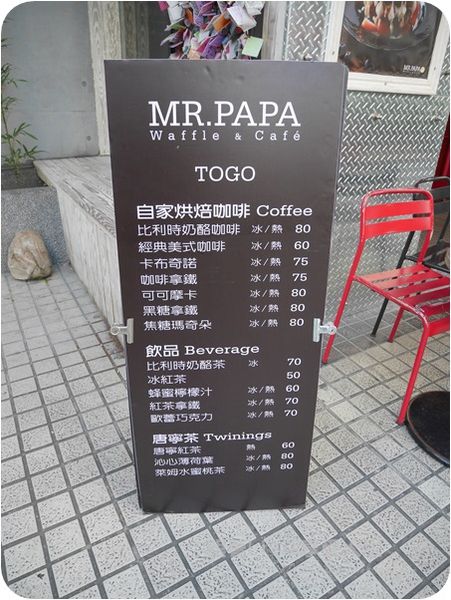 MR.PAPA
Waffle & Café
TOGO
自家烘焙咖啡 Coffee
比利時奶酪咖啡 冰/熱 80
經典美式咖啡 冰/熱 60
卡布奇諾 冰/熱 75
咖啡拿鐵 冰/熱 75
可可摩卡 冰/熱 80
黑糖拿鐵 冰/熱 80
焦糖瑪奇朵 冰/熱 80
飲品 Beverage
比利時奶酪茶 冰 70
冰紅茶 50
蜂蜜檸檬汁 冰/熱 60
紅茶拿鐵 冰/熱 70
歐蕾巧克力 冰/熱 70
唐寧茶 Twinings
唐寧紅茶 熱 60
沁心薄荷葉 冰/熱 80
萊姆水蜜桃茶 冰/熱 80
MR.PAPA